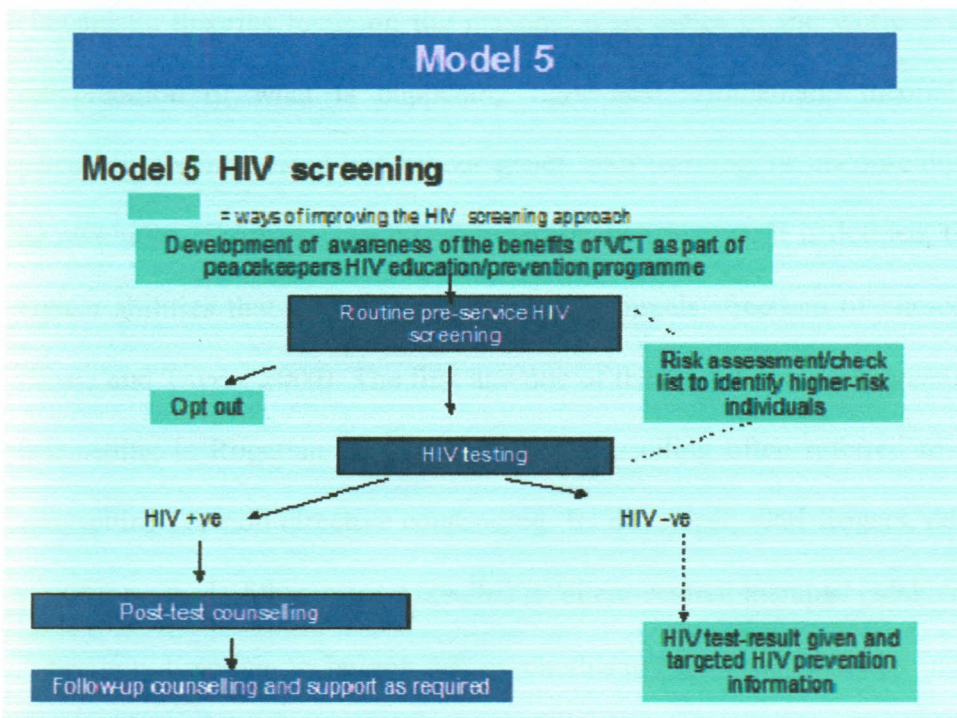 Model 5
Model 5 HIV screening
= ways of improving the HIV screening approach
Development of awareness of the benefits of VCT as part of
peacekeepers HIV education/prevention programme
Routine pre-service HIV
screening
Risk assessment/check
list to identify higher-risk
individuals
Opt out
HIV testing
HIV +ve
HIV –ve
Post-test counselling
HIV test-result given and
targeted HIV prevention
information
Follow-up counselling and support as required